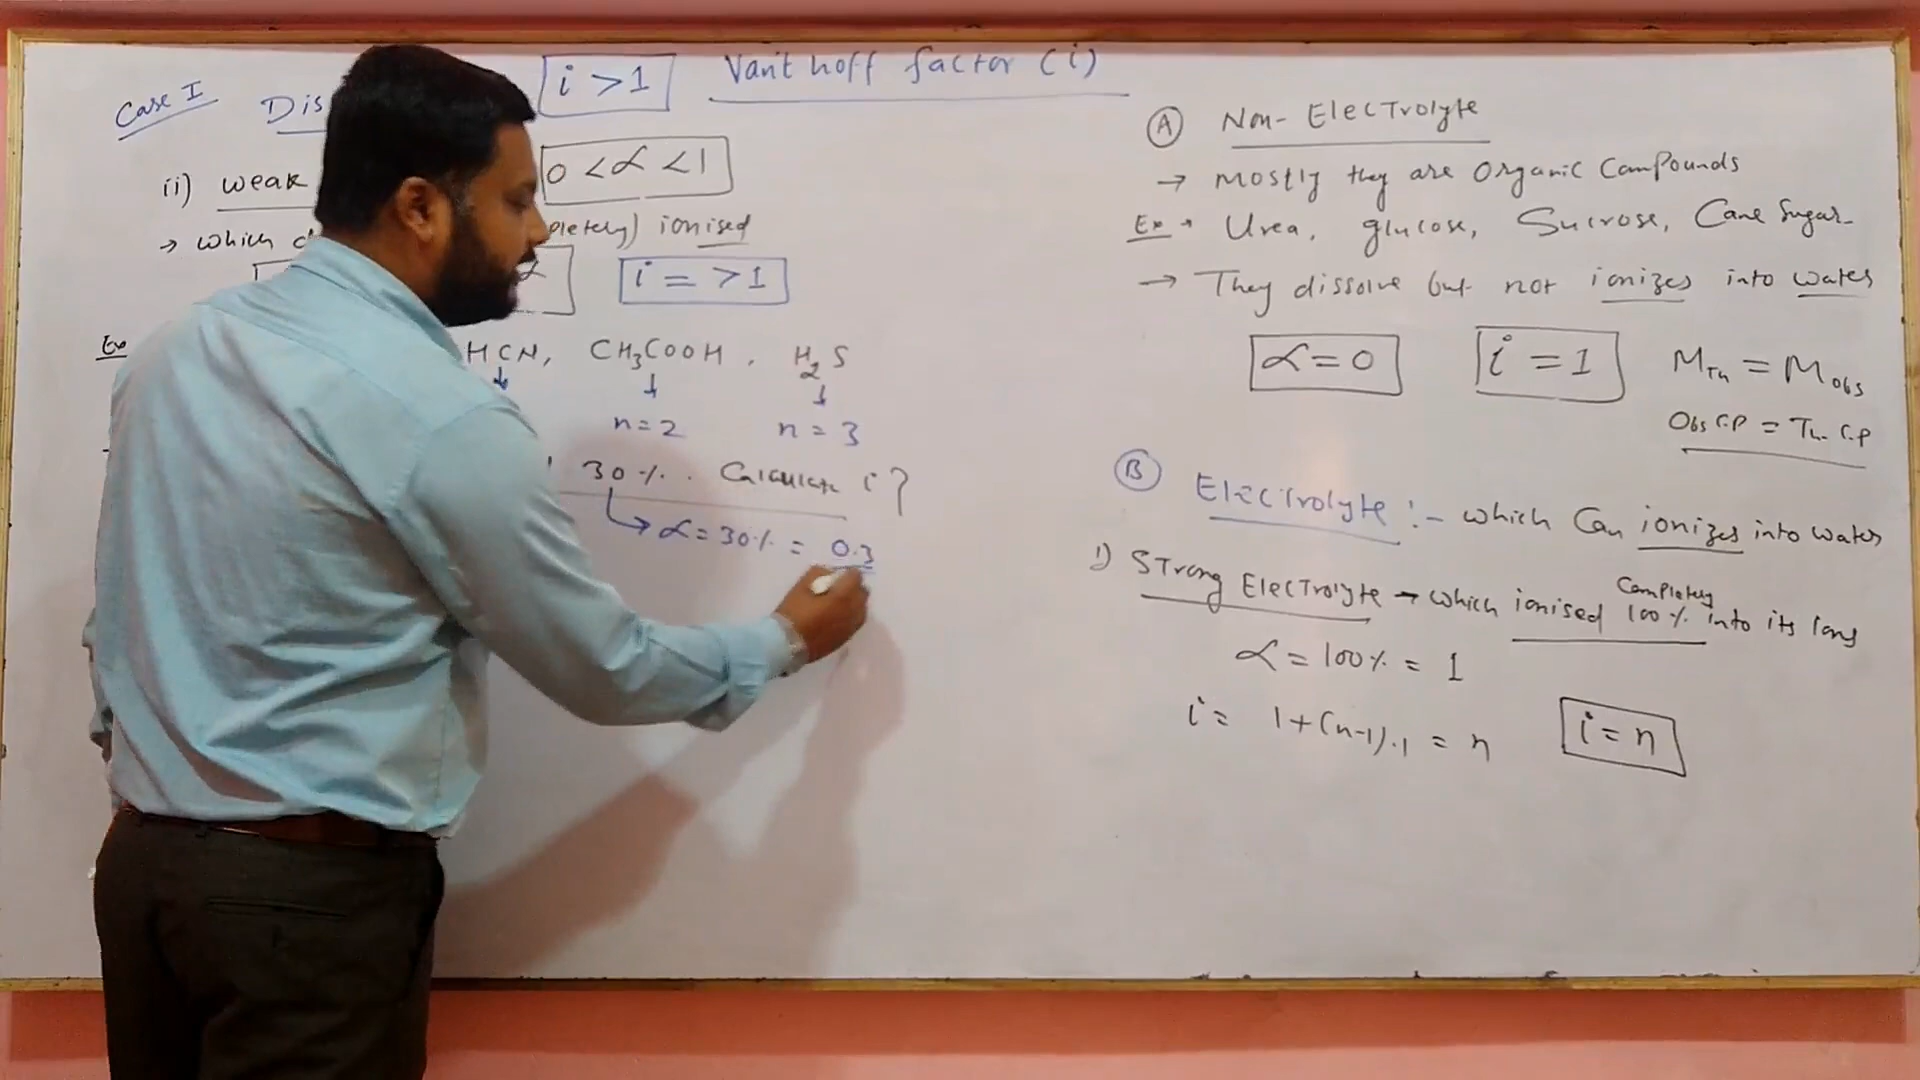 Vant hoff factor (i)
Case I Dis
i >1
ii) weak
0 < α < 1
→ which
pletely) ionised
α
i = >1
Ex
HCN, CH₃COOH, H₂S
↓ ↓ ↓
n=2 n = 3
30 %. Calculate i ?
↳ α = 30% = 0.3
(A) Non-Electrolyte
→ Mostly they are organic compounds
Ex → Urea, glucose, Sucrose, Cane Sugar
→ They dissolve but not ionizes into water
α = 0 i = 1 M_Th = M_Obs
Obs C.P = Th. C.P
(B) Electrolyte :- which can ionizes into water
1) Strong Electrolyte → which ionised completely 100% into its ions
α = 100% = 1
i = 1+(n-1).1 = n i = n